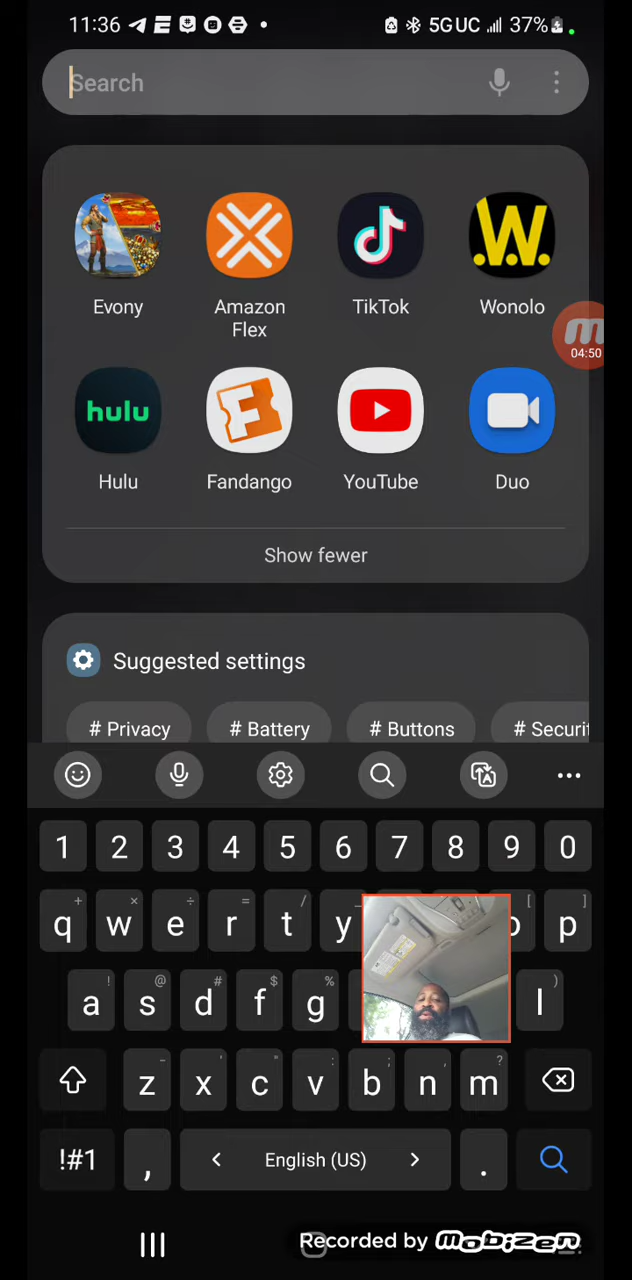 11:36 5G UC 37%
Search
W.
04:50
Evony Amazon Flex TikTok Wonolo
hulu
Hulu Fandango YouTube Duo
Show fewer
Suggested settings
# Privacy # Battery # Buttons # Securit
1 2 3 4 5 6 7 8 9 0
q w e r t y p
a s d f g l
z x c v b n m
!#1 , < English (US) > .
Recorded by mobizen